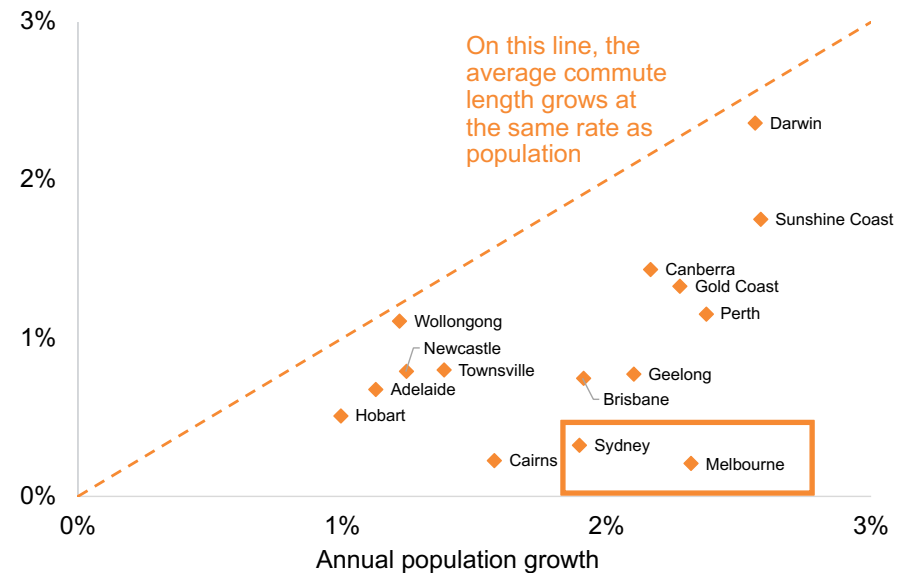 3%
On this line, the
average commute
length grows at
the same rate as
population
Darwin
2%
Sunshine Coast
Canberra
Gold Coast
Perth
1%
Wollongong
Newcastle
Townsville
Geelong
Adelaide
Brisbane
Hobart
Sydney
Cairns
Melbourne
0%
0%
1%
2%
3%
Annual population growth